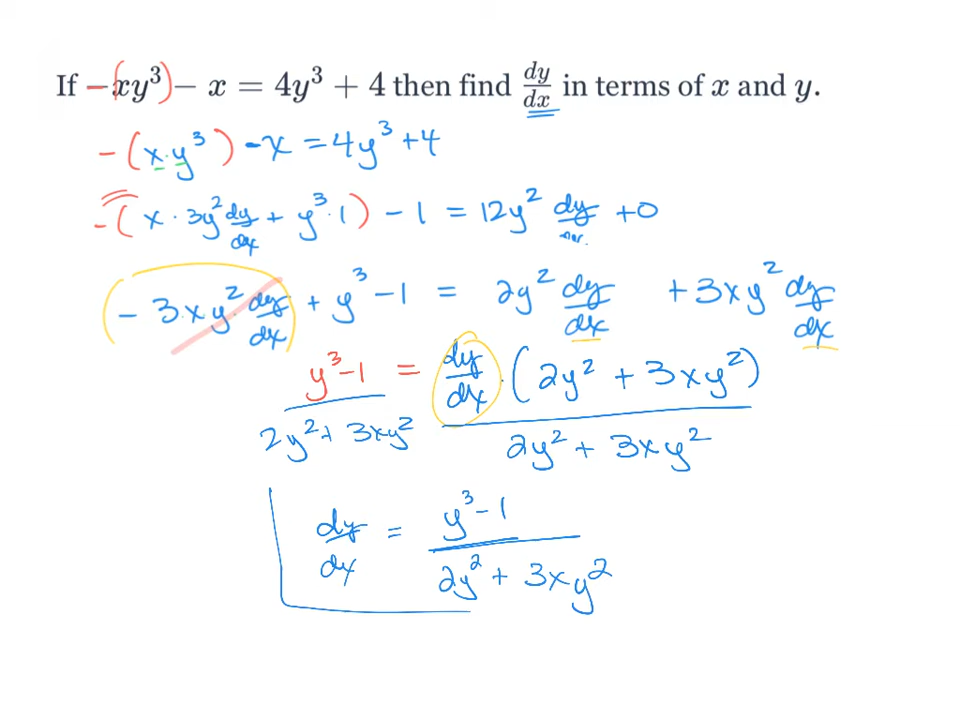 If −(xy³) − x = 4y³ + 4 then find dy/dx in terms of x and y.
−(x·y³) − x = 4y³ + 4
−(x · 3y² dy/dx + y³ · 1) − 1 = 12y² dy/dx + 0
− 3xy² dy/dx + y³ − 1 = 2y² dy/dx + 3xy² dy/dx
y³ − 1 = dy/dx · (2y² + 3xy²)
2y² + 3xy² 2y² + 3xy²
dy/dx = (y³ − 1)/(2y² + 3xy²)